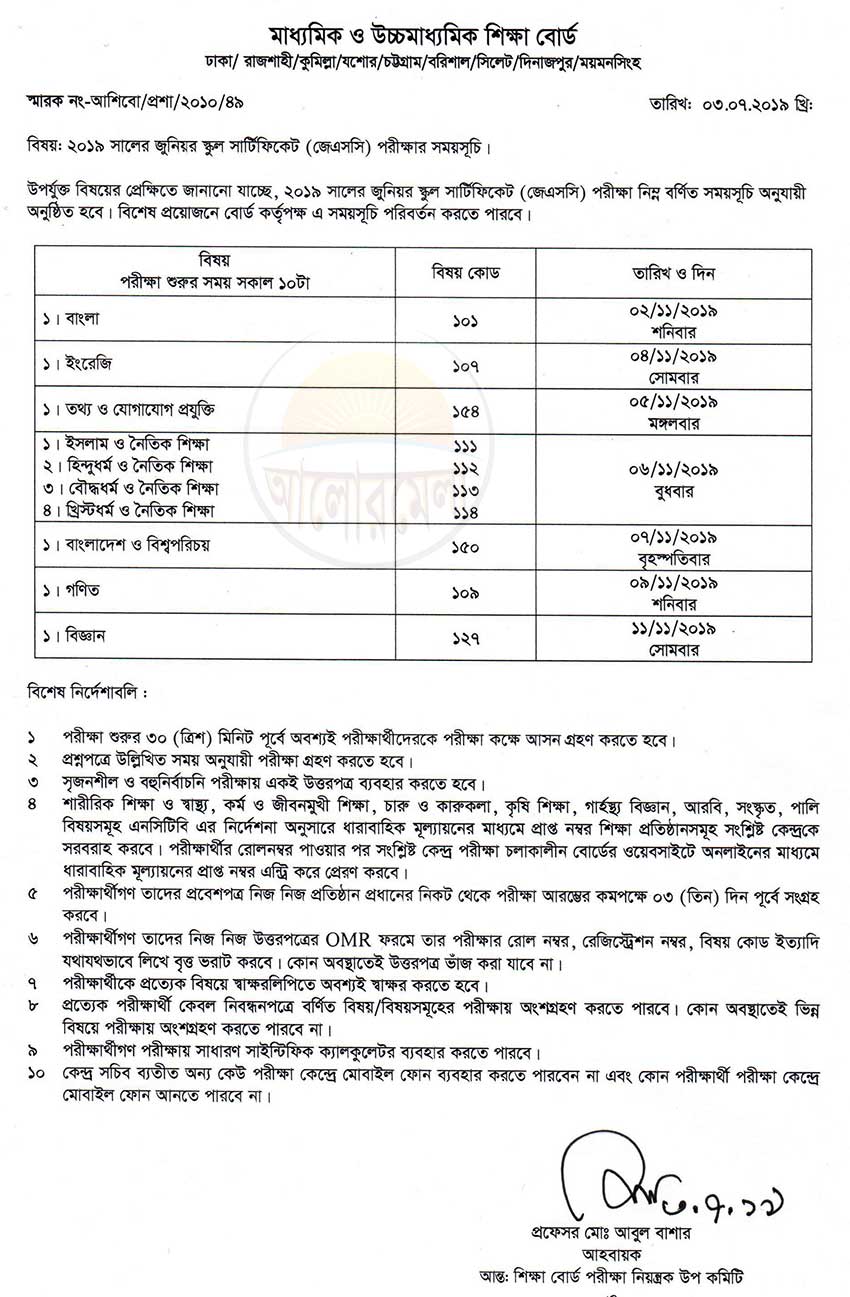 মাধ্যমিক ও উচ্চমাধ্যমিক শিক্ষা বোর্ড
ঢাকা/ রাজশাহী/কুমিল্লা/যশোর/চট্টগ্রাম/বরিশাল/সিলেট/দিনাজপুর/ময়মনসিংহ
স্মারক নং-আশিবো/প্রশা/২০১০/৪৯ তারিখ: ০৩.০৭.২০১৯ খ্রি:
বিষয়: ২০১৯ সালের জুনিয়র স্কুল সার্টিফিকেট (জেএসসি) পরীক্ষার সময়সূচি।
উপর্যুক্ত বিষয়ের প্রেক্ষিতে জানানো যাচ্ছে, ২০১৯ সালের জুনিয়র স্কুল সার্টিফিকেট (জেএসসি) পরীক্ষা নিম্ন বর্ণিত সময়সূচি অনুযায়ী
অনুষ্ঠিত হবে। বিশেষ প্রয়োজনে বোর্ড কর্তৃপক্ষ এ সময়সূচি পরিবর্তন করতে পারবে।
বিষয়
পরীক্ষা শুরুর সময় সকাল ১০টা
বিষয় কোড
তারিখ ও দিন
১। বাংলা
১০১
০২/১১/২০১৯
শনিবার
১। ইংরেজি
১০৭
০৪/১১/২০১৯
সোমবার
১। তথ্য ও যোগাযোগ প্রযুক্তি
১৫৪
০৫/১১/২০১৯
মঙ্গলবার
১। ইসলাম ও নৈতিক শিক্ষা ১১১
২। হিন্দুধর্ম ও নৈতিক শিক্ষা ১১২
৩। বৌদ্ধধর্ম ও নৈতিক শিক্ষা ১১৩
৪। খ্রিস্টধর্ম ও নৈতিক শিক্ষা ১১৪
০৬/১১/২০১৯
বুধবার
১। বাংলাদেশ ও বিশ্বপরিচয়
১৫০
০৭/১১/২০১৯
বৃহস্পতিবার
১। গণিত
১০৯
০৯/১১/২০১৯
শনিবার
১। বিজ্ঞান
১২৭
১১/১১/২০১৯
সোমবার
আলোরমেলা
বিশেষ নির্দেশাবলি :
১ পরীক্ষা শুরুর ৩০ (ত্রিশ) মিনিট পূর্বে অবশ্যই পরীক্ষার্থীদেরকে পরীক্ষা কক্ষে আসন গ্রহণ করতে হবে।
২ প্রশ্নপত্রে উল্লিখিত সময় অনুযায়ী পরীক্ষা গ্রহণ করতে হবে।
৩ সৃজনশীল ও বহুনির্বাচনি পরীক্ষায় একই উত্তরপত্র ব্যবহার করতে হবে।
৪ শারীরিক শিক্ষা ও স্বাস্থ্য, কর্ম ও জীবনমুখী শিক্ষা, চারু ও কারুকলা, কৃষি শিক্ষা, গার্হস্থ্য বিজ্ঞান, আরবি, সংস্কৃত, পালি
বিষয়সমূহ এনসিটিবি এর নির্দেশনা অনুসারে ধারাবাহিক মূল্যায়নের মাধ্যমে প্রাপ্ত নম্বর শিক্ষা প্রতিষ্ঠানসমূহ সংশ্লিষ্ট কেন্দ্রকে
সরবরাহ করবে। পরীক্ষার্থীর রোলনম্বর পাওয়ার পর সংশ্লিষ্ট কেন্দ্র পরীক্ষা চলাকালীন বোর্ডের ওয়েবসাইটে অনলাইনের মাধ্যমে
ধারাবাহিক মূল্যায়নের প্রাপ্ত নম্বর এন্ট্রি করে প্রেরণ করবে।
৫ পরীক্ষার্থীগণ তাদের প্রবেশপত্র নিজ নিজ প্রতিষ্ঠান প্রধানের নিকট থেকে পরীক্ষা আরম্ভের কমপক্ষে ০৩ (তিন) দিন পূর্বে সংগ্রহ
করবে।
৬ পরীক্ষার্থীগণ তাদের নিজ নিজ উত্তরপত্রের OMR ফরমে তার পরীক্ষার রোল নম্বর, রেজিস্ট্রেশন নম্বর, বিষয় কোড ইত্যাদি
যথাযথভাবে লিখে বৃত্ত ভরাট করবে। কোন অবস্থাতেই উত্তরপত্র ভাঁজ করা যাবে না।
৭ পরীক্ষার্থীকে প্রত্যেক বিষয়ে স্বাক্ষরলিপিতে অবশ্যই স্বাক্ষর করতে হবে।
৮ প্রত্যেক পরীক্ষার্থী কেবল নিবন্ধনপত্রে বর্ণিত বিষয়/বিষয়সমূহের পরীক্ষায় অংশগ্রহণ করতে পারবে। কোন অবস্থাতেই ভিন্ন
বিষয়ে পরীক্ষায় অংশগ্রহণ করতে পারবে না।
৯ পরীক্ষার্থীগণ পরীক্ষায় সাধারণ সাইন্টিফিক ক্যালকুলেটর ব্যবহার করতে পারবে।
১০ কেন্দ্র সচিব ব্যতীত অন্য কেউ পরীক্ষা কেন্দ্রে মোবাইল ফোন ব্যবহার করতে পারবেন না এবং কোন পরীক্ষার্থী পরীক্ষা কেন্দ্রে
মোবাইল ফোন আনতে পারবে না।
৩.৭.১৯
প্রফেসর মোঃ আবুল বাশার
আহবায়ক
আন্ত: শিক্ষা বোর্ড পরীক্ষা নিয়ন্ত্রক উপ কমিটি